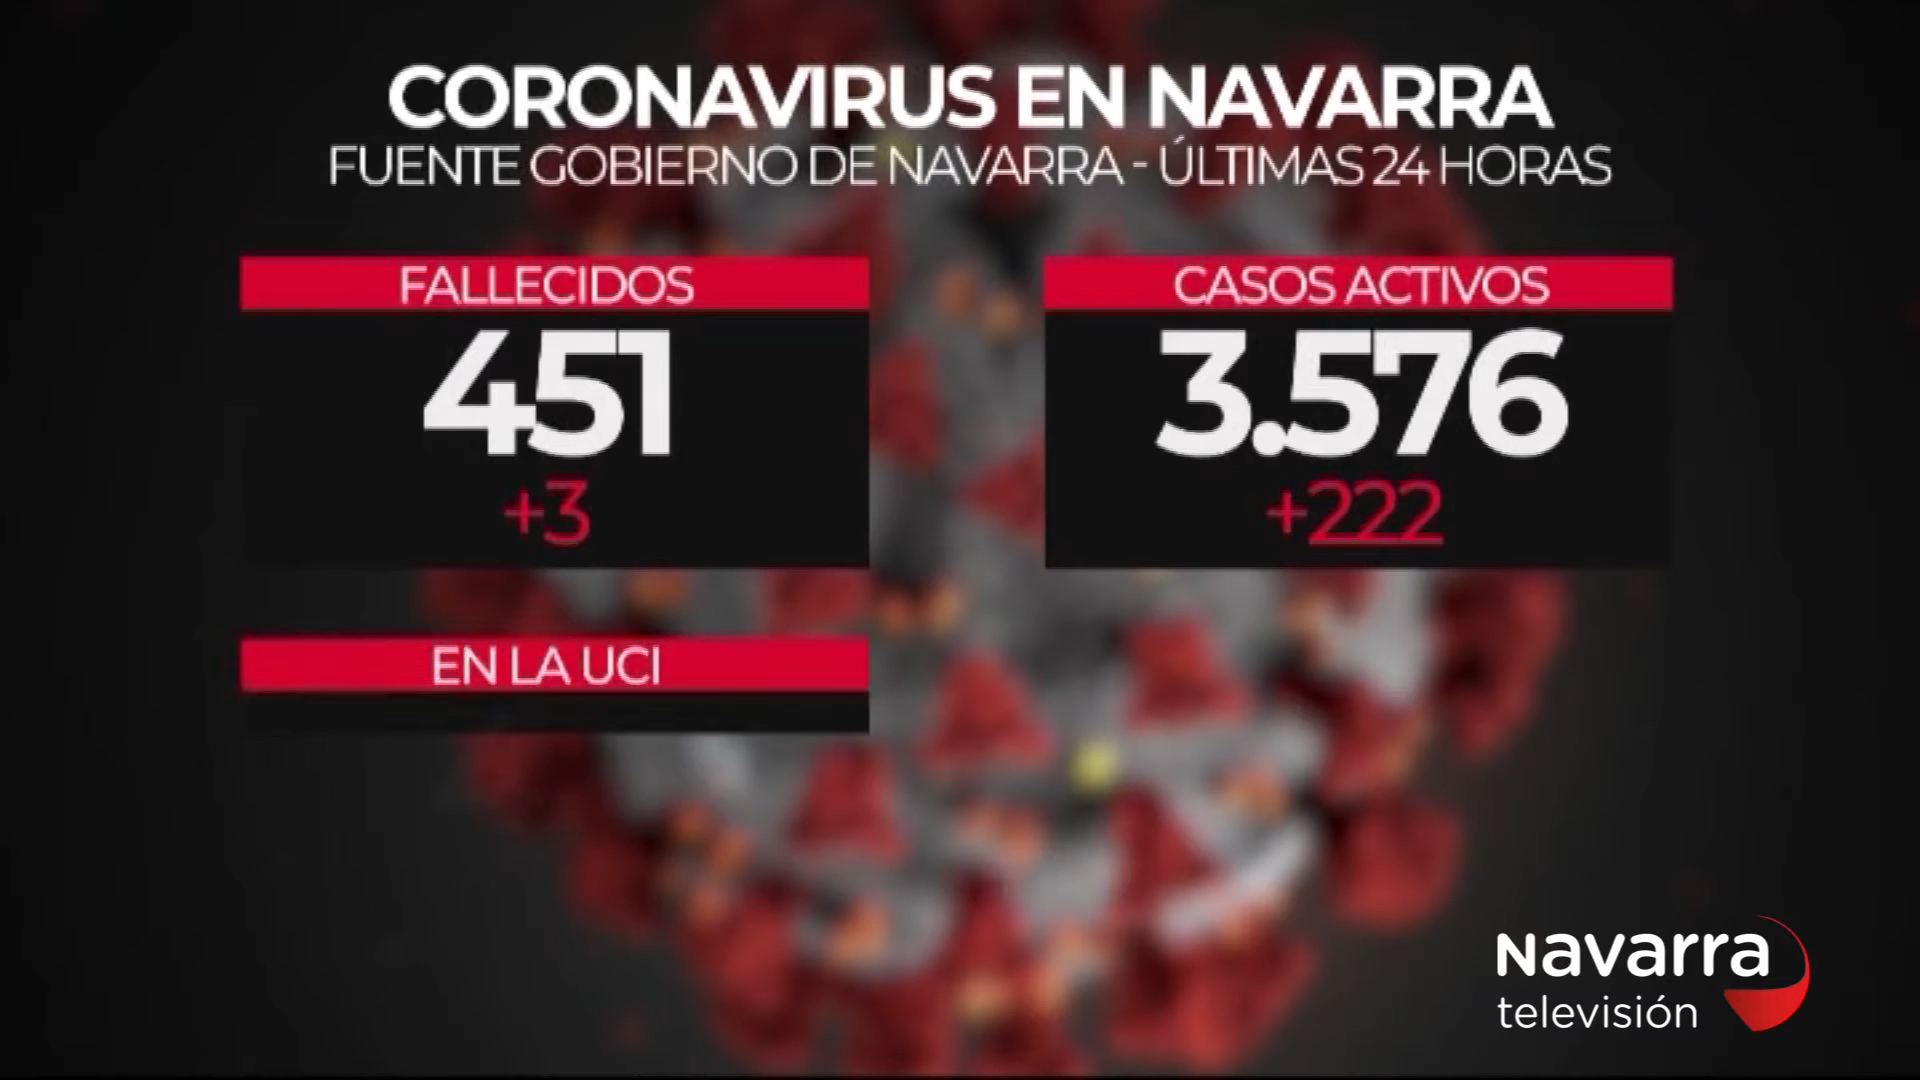 CORONAVIRUS EN NAVARRA
FUENTE GOBIERNO DE NAVARRA - ÚLTIMAS 24 HORAS
FALLECIDOS
451
+3
CASOS ACTIVOS
3.576
+222
EN LA UCI
Navarra
televisión